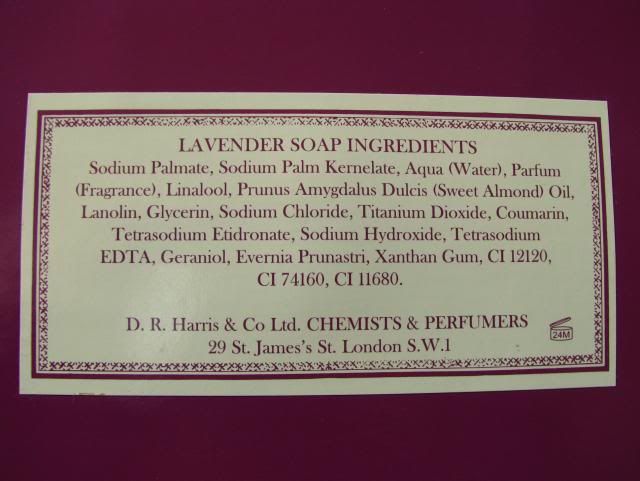 LAVENDER SOAP INGREDIENTS
Sodium Palmate, Sodium Palm Kernelate, Aqua (Water), Parfum
(Fragrance), Linalool, Prunus Amygdalus Dulcis (Sweet Almond) Oil,
Lanolin, Glycerin, Sodium Chloride, Titanium Dioxide, Coumarin,
Tetrasodium Etidronate, Sodium Hydroxide, Tetrasodium
EDTA, Geraniol, Evernia Prunastri, Xanthan Gum, CI 12120,
CI 74160, CI 11680.
D. R. Harris & Co Ltd. CHEMISTS & PERFUMERS
24M
29 St. James's St. London S.W.1